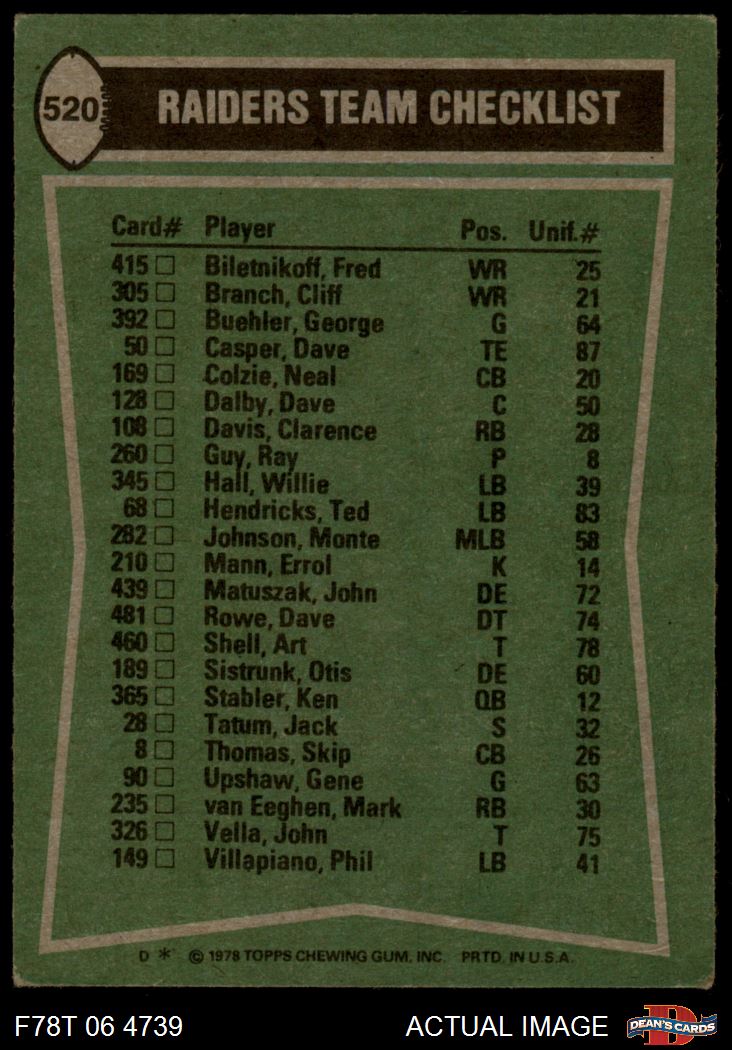 520 RAIDERS TEAM CHECKLIST
Card# Player Pos. Unif.#
415 Biletnikoff, Fred WR 25
305 Branch, Cliff WR 21
392 Buehler, George G 64
50 Casper, Dave TE 87
169 Colzie, Neal CB 20
128 Dalby, Dave C 50
108 Davis, Clarence RB 28
260 Guy, Ray P 8
345 Hall, Willie LB 39
68 Hendricks, Ted LB 83
282 Johnson, Monte MLB 58
210 Mann, Errol K 14
439 Matuszak, John DE 72
481 Rowe, Dave DT 74
460 Shell, Art T 78
189 Sistrunk, Otis DE 60
365 Stabler, Ken QB 12
28 Tatum, Jack S 32
8 Thomas, Skip CB 26
90 Upshaw, Gene G 63
235 van Eeghen, Mark RB 30
326 Vella, John T 75
149 Villapiano, Phil LB 41
D * © 1978 TOPPS CHEWING GUM, INC. PRTD. IN U.S.A.
F78T 06 4739 ACTUAL IMAGE D DEAN'S CARDS